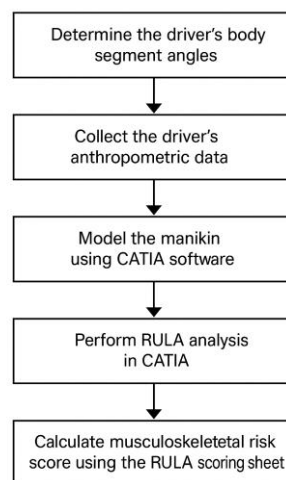 Determine the driver's body
segment angles
Collect the driver's
anthropometric data
Model the manikin
using CATIA software
Perform RULA analysis
in CATIA
Calculate musculoskeletetal risk
score using the RULA scoring sheet